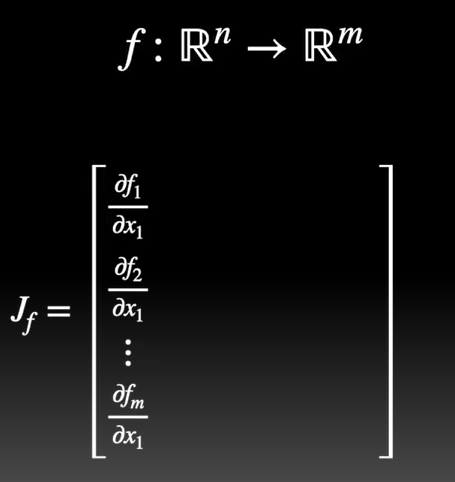 f : ℝⁿ → ℝᵐ
J_f = [
∂f₁
∂x₁
∂f₂
∂x₁
⋮
∂fₘ
∂x₁
]